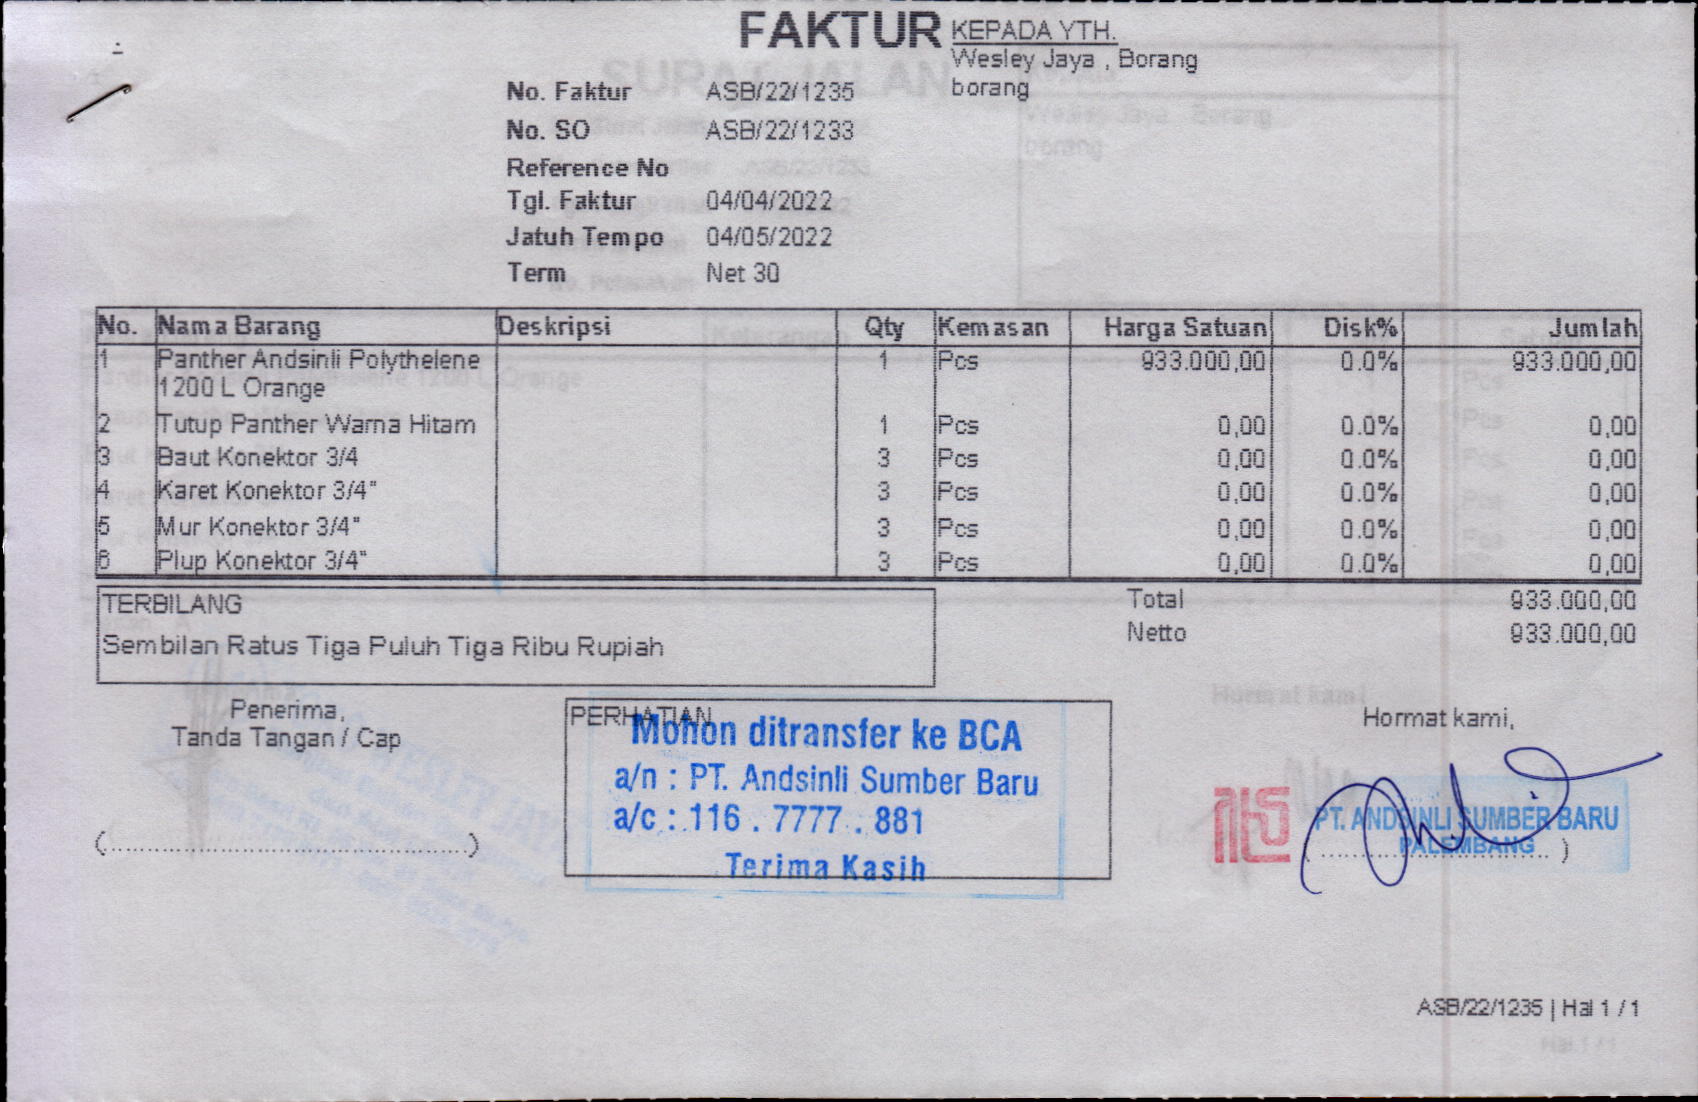 FAKTUR
KEPADA YTH.
Wesley Jaya , Borang
borang
No. Faktur ASB/22/1235
No. SO ASB/22/1233
Reference No
Tgl. Faktur 04/04/2022
Jatuh Tempo 04/05/2022
Term Net 30
No. Nama Barang Deskripsi Qty Kemasan Harga Satuan Disk% Jumlah
1 Panther Andsinli Polythelene 1 Pcs 933.000,00 0.0% 933.000,00
1200 L Orange
2 Tutup Panther Warna Hitam 1 Pcs 0,00 0.0% 0,00
3 Baut Konektor 3/4 3 Pcs 0,00 0.0% 0,00
4 Karet Konektor 3/4" 3 Pcs 0,00 0.0% 0,00
5 Mur Konektor 3/4" 3 Pcs 0,00 0.0% 0,00
6 Plup Konektor 3/4" 3 Pcs 0,00 0.0% 0,00
TERBILANG
Sembilan Ratus Tiga Puluh Tiga Ribu Rupiah
Total 933.000,00
Netto 933.000,00
Penerima,
Tanda Tangan / Cap
(..............................................)
PERHATIAN
Mohon ditransfer ke BCA
a/n : PT. Andsinli Sumber Baru
a/c : 116 . 7777 . 881
Terima Kasih
Hormat kami,
PT. ANDSINLI SUMBER BARU
PALEMBANG
(..............................)
ASB/22/1235 | Hal 1 / 1